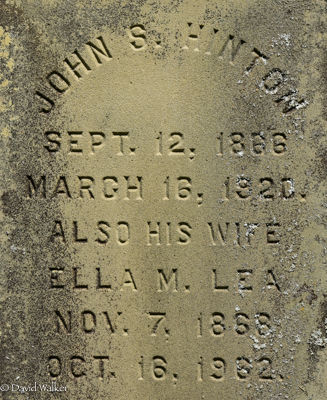 JOHN S. HINTON
SEPT. 12, 1866
MARCH 16, 1920.
ALSO HIS WIFE
ELLA M. LEA
NOV. 7, 1866
OCT. 16, 1962.
© David Walker